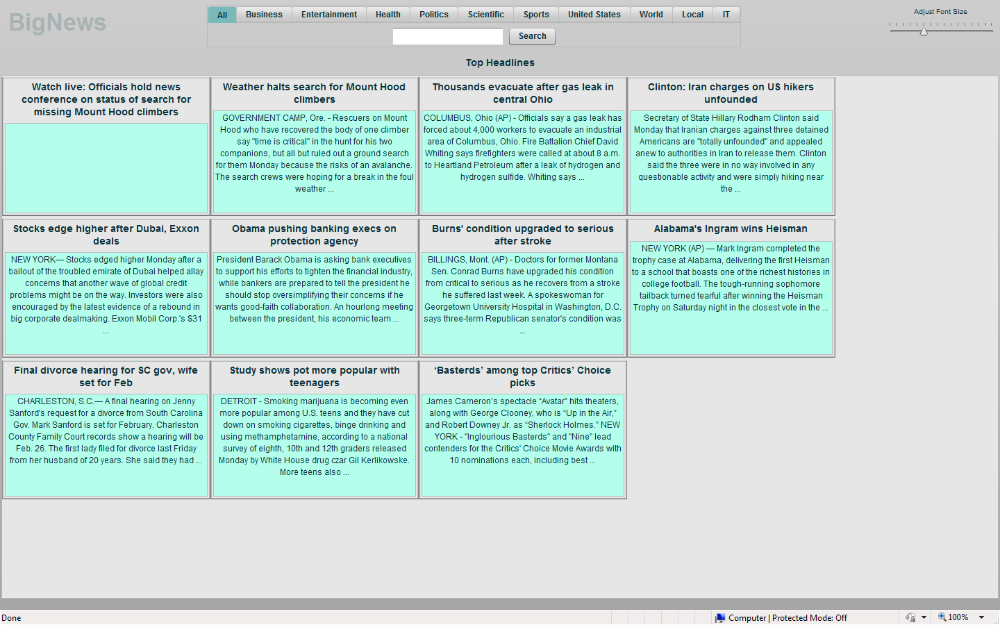 BigNews
All Business Entertainment Health Politics Scientific Sports United States World Local IT
Adjust Font Size
Search
Top Headlines
Watch live: Officials hold news
conference on status of search for
missing Mount Hood climbers
Weather halts search for Mount Hood
climbers
GOVERNMENT CAMP, Ore. - Rescuers on Mount
Hood who have recovered the body of one climber
say "time is critical" in the hunt for his two
companions, but all but ruled out a ground search
for them Monday because the risks of an avalanche.
The search crews were hoping for a break in the foul
weather ...
Thousands evacuate after gas leak in
central Ohio
COLUMBUS, Ohio (AP) - Officials say a gas leak has
forced about 4,000 workers to evacuate an industrial
area of Columbus, Ohio. Fire Battalion Chief David
Whiting says firefighters were called at about 8 a.m.
to Heartland Petroleum after a leak of hydrogen and
hydrogen sulfide. Whiting says ...
Clinton: Iran charges on US hikers
unfounded
Secretary of State Hillary Rodham Clinton said
Monday that Iranian charges against three detained
Americans are "totally unfounded" and appealed
anew to authorities in Iran to release them. Clinton
said the three were in no way involved in any
questionable activity and were simply hiking near
the ...
Stocks edge higher after Dubai, Exxon
deals
NEW YORK— Stocks edged higher Monday after a
bailout of the troubled emirate of Dubai helped allay
concerns that another wave of global credit
problems might be on the way. Investors were also
encouraged by the latest evidence of a rebound in
big corporate dealmaking. Exxon Mobil Corp.'s $31
...
Obama pushing banking execs on
protection agency
President Barack Obama is asking bank executives
to support his efforts to tighten the financial industry,
while bankers are prepared to tell the president he
should stop oversimplifying their concerns if he
wants good-faith collaboration. An hourlong meeting
between the president, his economic team ...
Burns' condition upgraded to serious
after stroke
BILLINGS, Mont. (AP) - Doctors for former Montana
Sen. Conrad Burns have upgraded his condition
from critical to serious as he recovers from a stroke
he suffered last week. A spokeswoman for
Georgetown University Hospital in Washington, D.C.
says three-term Republican senator's condition was
...
Alabama's Ingram wins Heisman
NEW YORK (AP) — Mark Ingram completed the
trophy case at Alabama, delivering the first Heisman
to a school that boasts one of the richest histories in
college football. The tough-running sophomore
tailback turned tearful after winning the Heisman
Trophy on Saturday night in the closest vote in the ...
Final divorce hearing for SC gov, wife
set for Feb
CHARLESTON, S.C.— A final hearing on Jenny
Sanford's request for a divorce from South Carolina
Gov. Mark Sanford is set for February. Charleston
County Family Court records show a hearing will be
Feb. 26. The first lady filed for divorce last Friday
from her husband of 20 years. She said they had ...
Study shows pot more popular with
teenagers
DETROIT - Smoking marijuana is becoming even
more popular among U.S. teens and they have cut
down on smoking cigarettes, binge drinking and
using methamphetamine, according to a national
survey of eighth, 10th and 12th graders released
Monday by White House drug czar Gil Kerlikowske.
More teens also ...
‘Basterds’ among top Critics’ Choice
picks
James Cameron’s spectacle “Avatar” hits theaters,
along with George Clooney, who is “Up in the Air,”
and Robert Downey Jr. as “Sherlock Holmes.” NEW
YORK - "Inglourious Basterds" and "Nine" lead
contenders for the Critics' Choice Movie Awards with
10 nominations each, including best ...
Done
Computer | Protected Mode: Off
100%